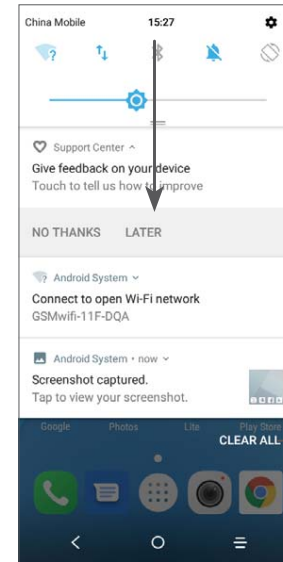 China Mobile 15:27
Support Center
Give feedback on your device
Touch to tell us how to improve
NO THANKS LATER
Android System
Connect to open Wi-Fi network
GSMwifi-11F-DQA
Android System • now
Screenshot captured.
Tap to view your screenshot.
Google Photos Lite Play Store
CLEAR ALL